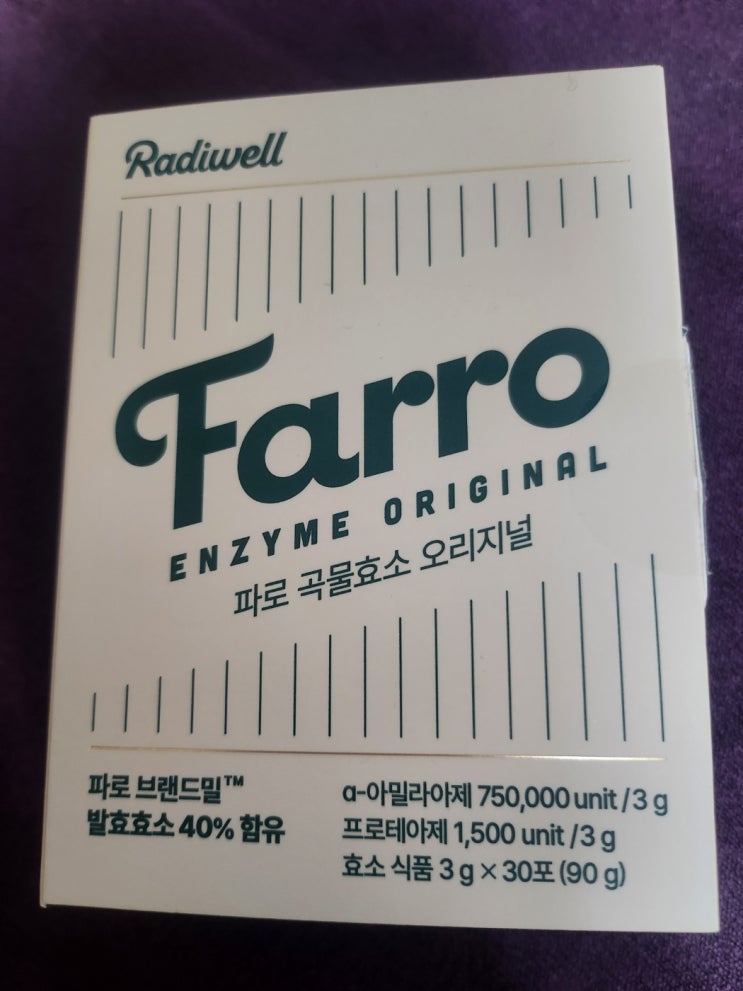 Radiwell
Farro
ENZYME ORIGINAL
파로 곡물효소 오리지널
파로 브랜드밀™
발효효소 40% 함유
α-아밀라아제 750,000 unit / 3 g
프로테아제 1,500 unit / 3 g
효소 식품 3 g × 30포 (90 g)